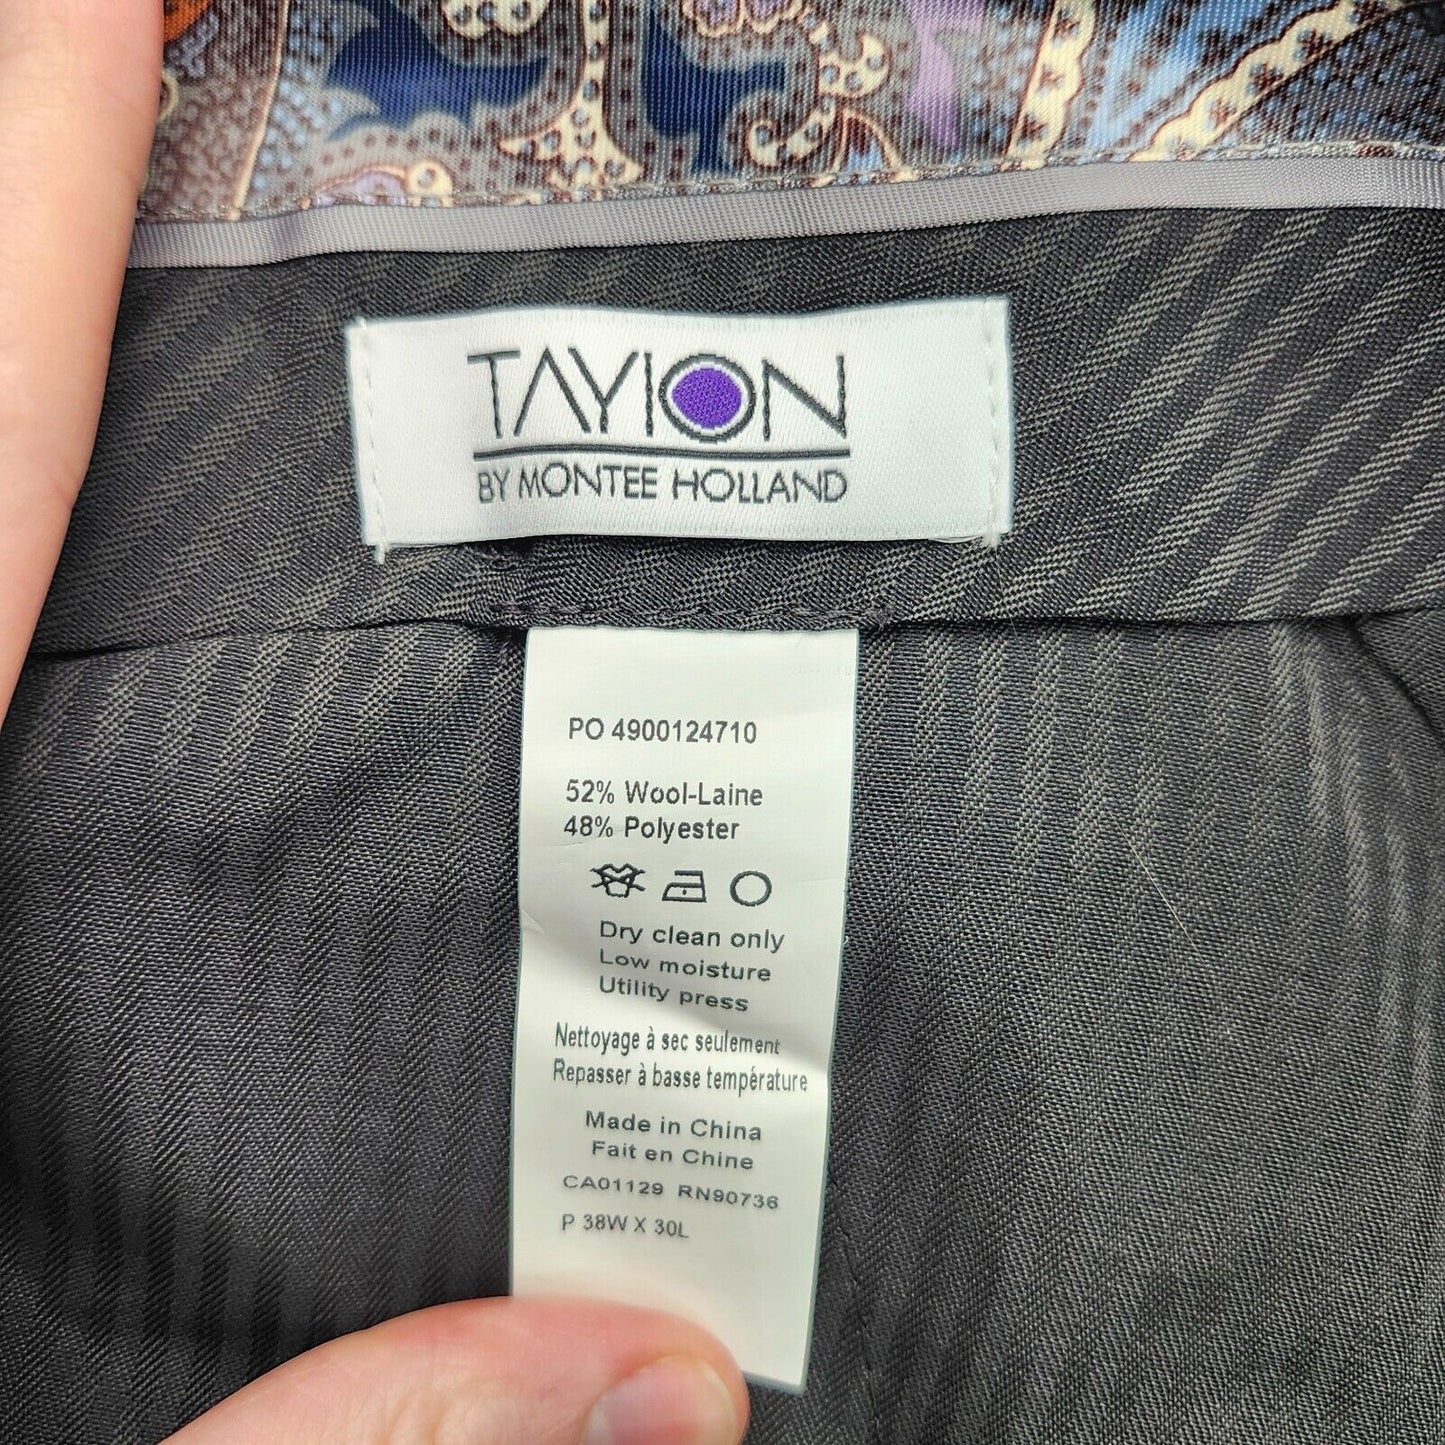 TAYION
BY MONTEE HOLLAND
PO 4900124710
52% Wool-Laine
48% Polyester
Dry clean only
Low moisture
Utility press
Nettoyage à sec seulement
Repasser à basse température
Made in China
Fait en Chine
CA01129 RN90736
P 38W X 30L